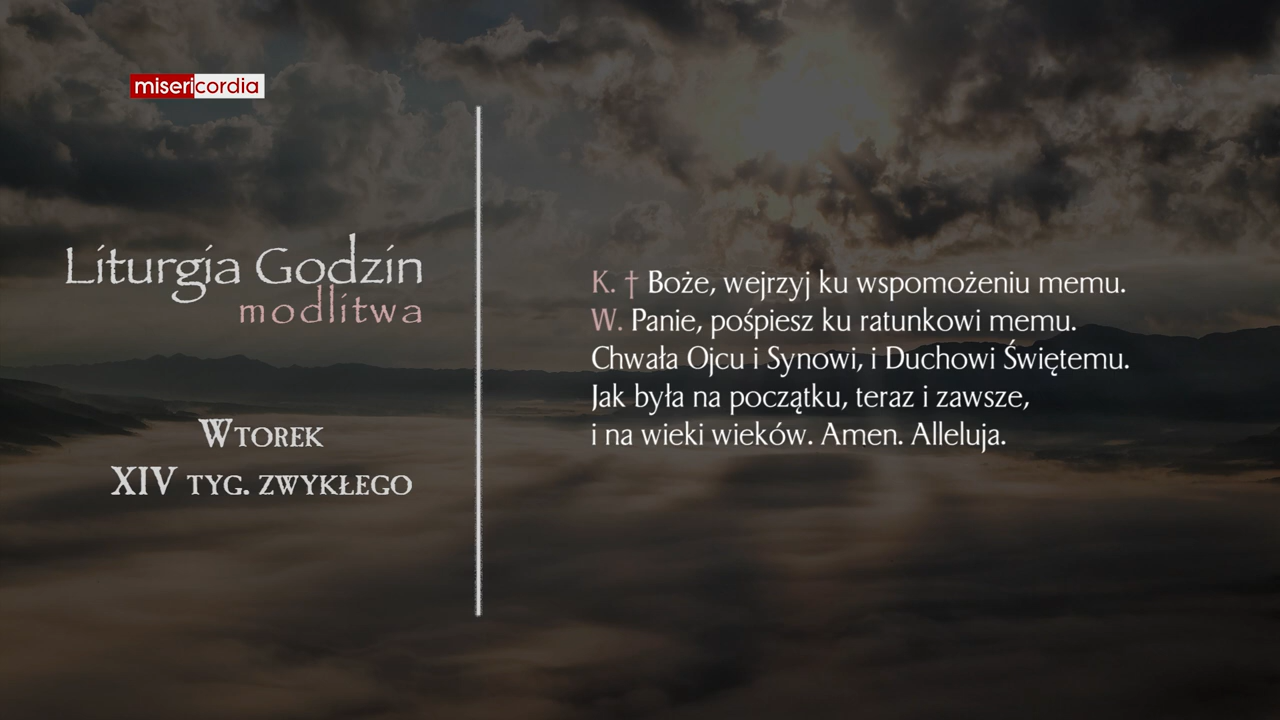 misericordia
Liturgia Godzin
modlitwa
Wtorek
XIV tyg. zwykłego
K. † Boże, wejrzyj ku wspomożeniu memu.
W. Panie, pośpiesz ku ratunkowi memu.
Chwała Ojcu i Synowi, i Duchowi Świętemu.
Jak była na początku, teraz i zawsze,
i na wieki wieków. Amen. Alleluja.